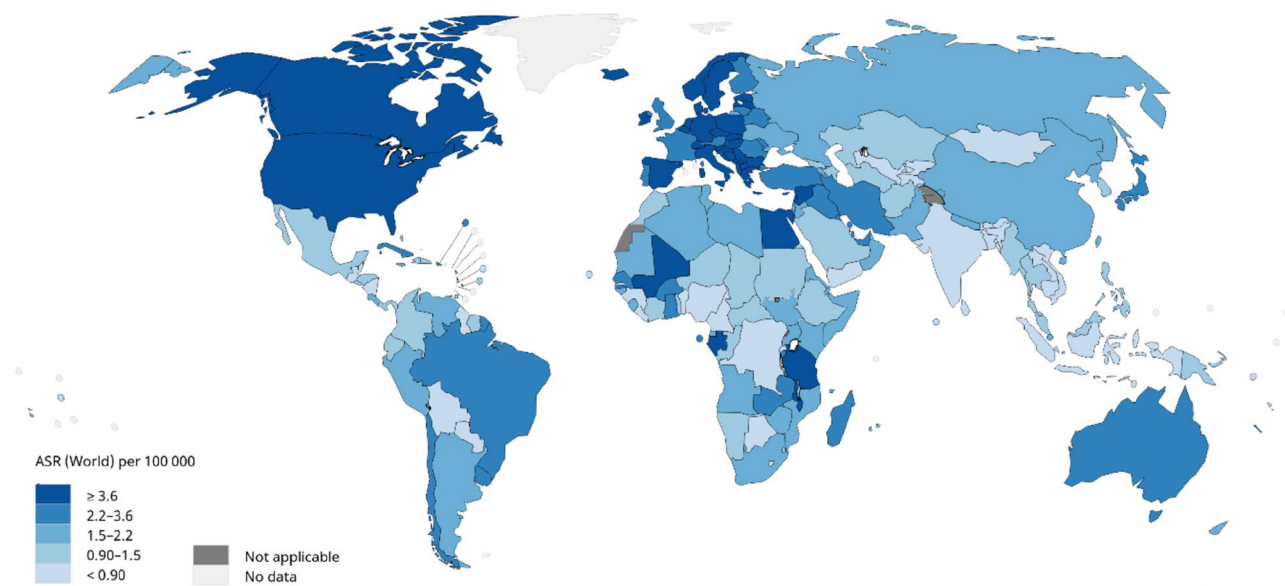 ASR (World) per 100 000
≥ 3.6
2.2–3.6
1.5–2.2
0.90–1.5
< 0.90
Not applicable
No data